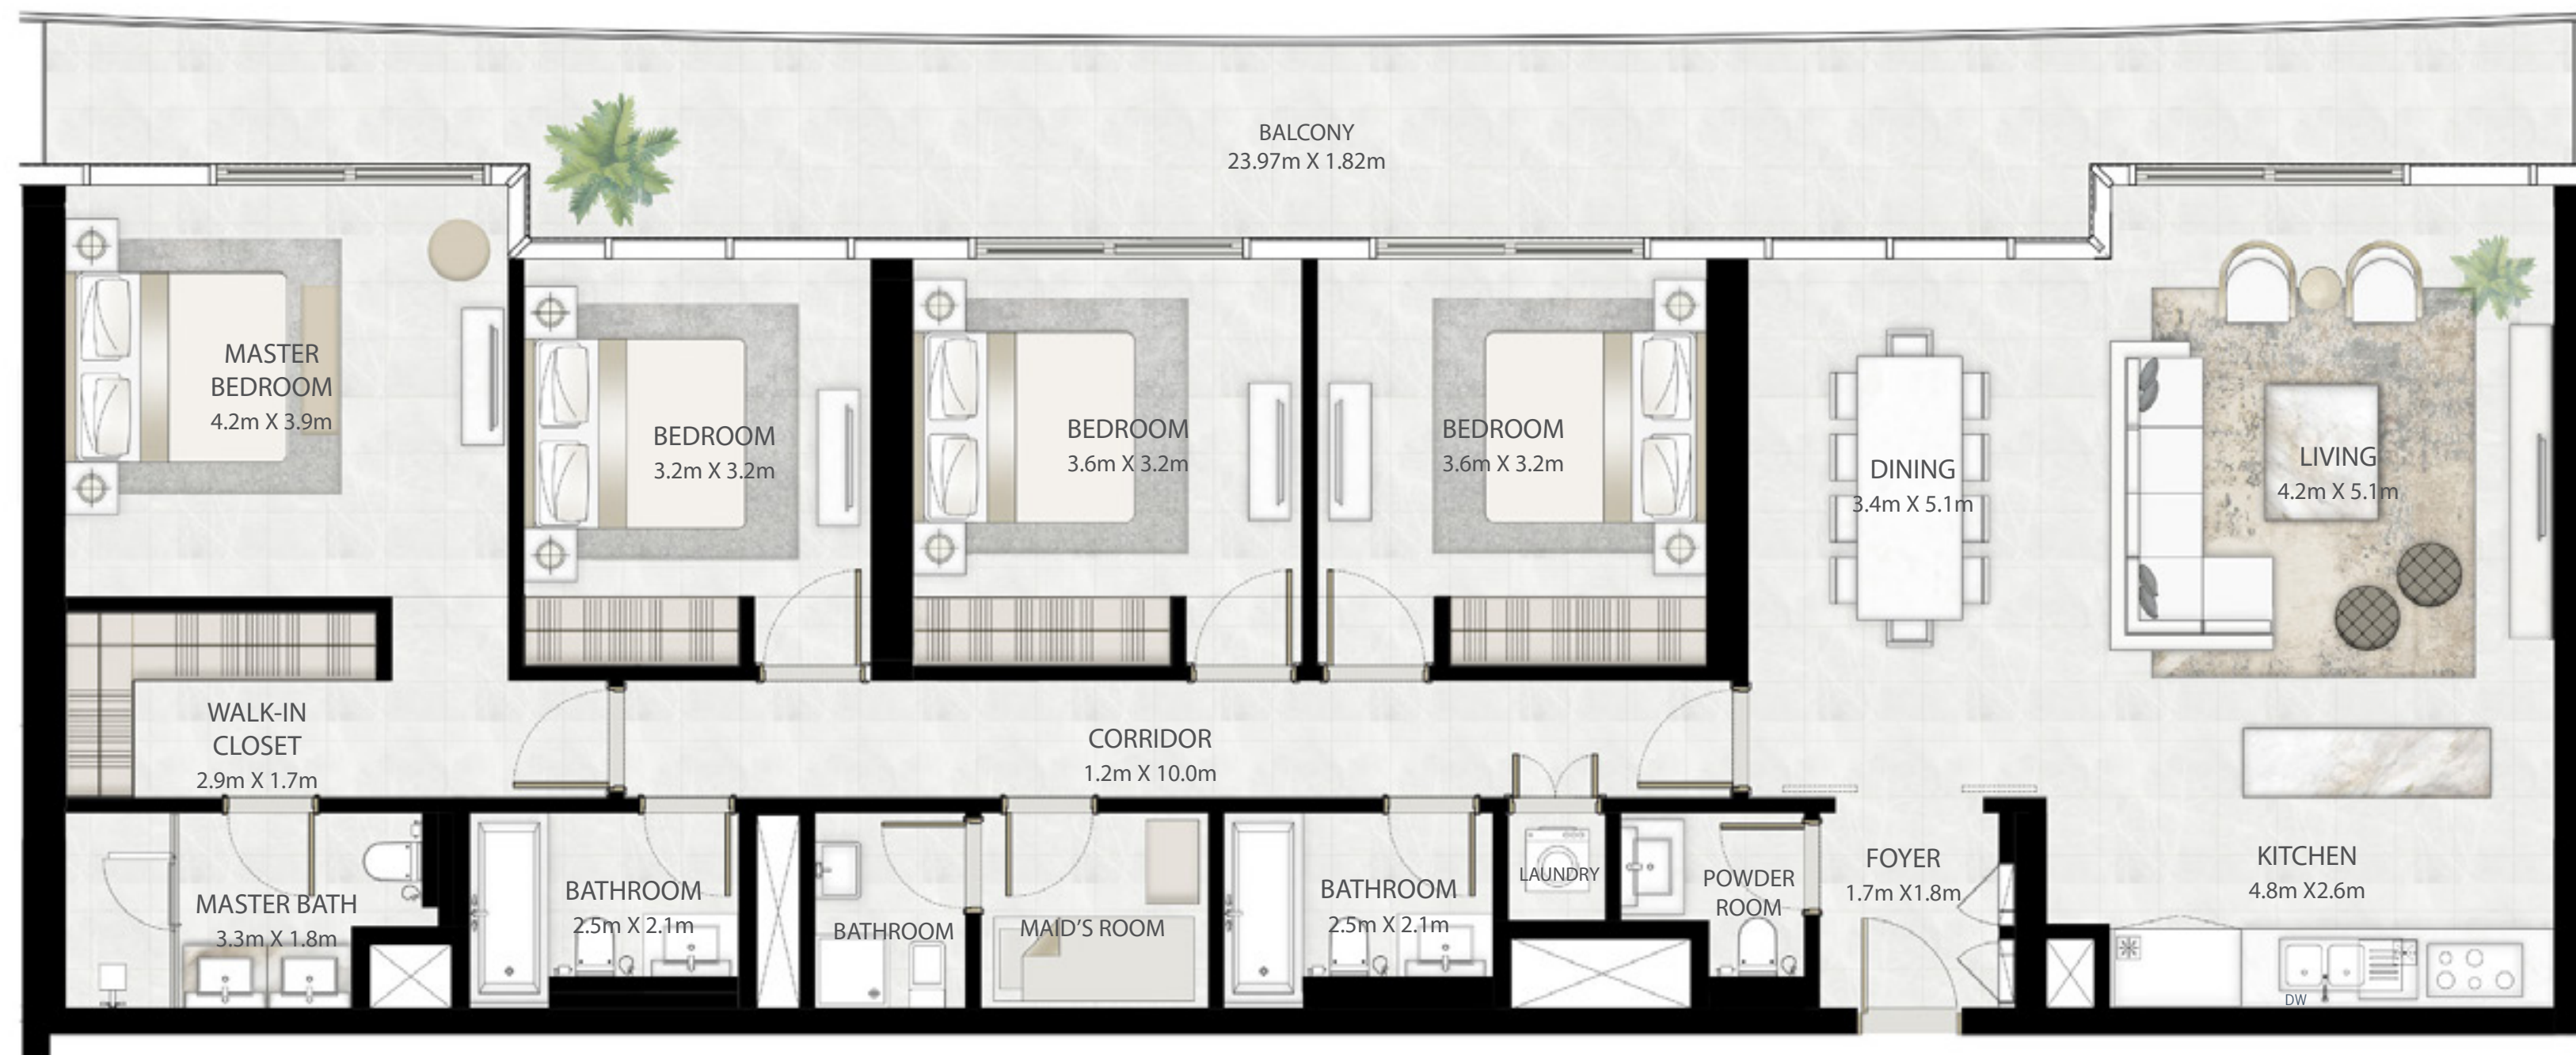 BALCONY
23.97m X 1.82m
MASTER
BEDROOM
4.2m X 3.9m
BEDROOM
3.2m X 3.2m
BEDROOM
3.6m X 3.2m
BEDROOM
3.6m X 3.2m
DINING
3.4m X 5.1m
LIVING
4.2m X 5.1m
WALK-IN
CLOSET
2.9m X 1.7m
CORRIDOR
1.2m X 10.0m
MASTER BATH
3.3m X 1.8m
BATHROOM
2.5m X 2.1m
BATHROOM
MAID'S ROOM
BATHROOM
2.5m X 2.1m
LAUNDRY
POWDER
ROOM
FOYER
1.7m X1.8m
KITCHEN
4.8m X2.6m
DW